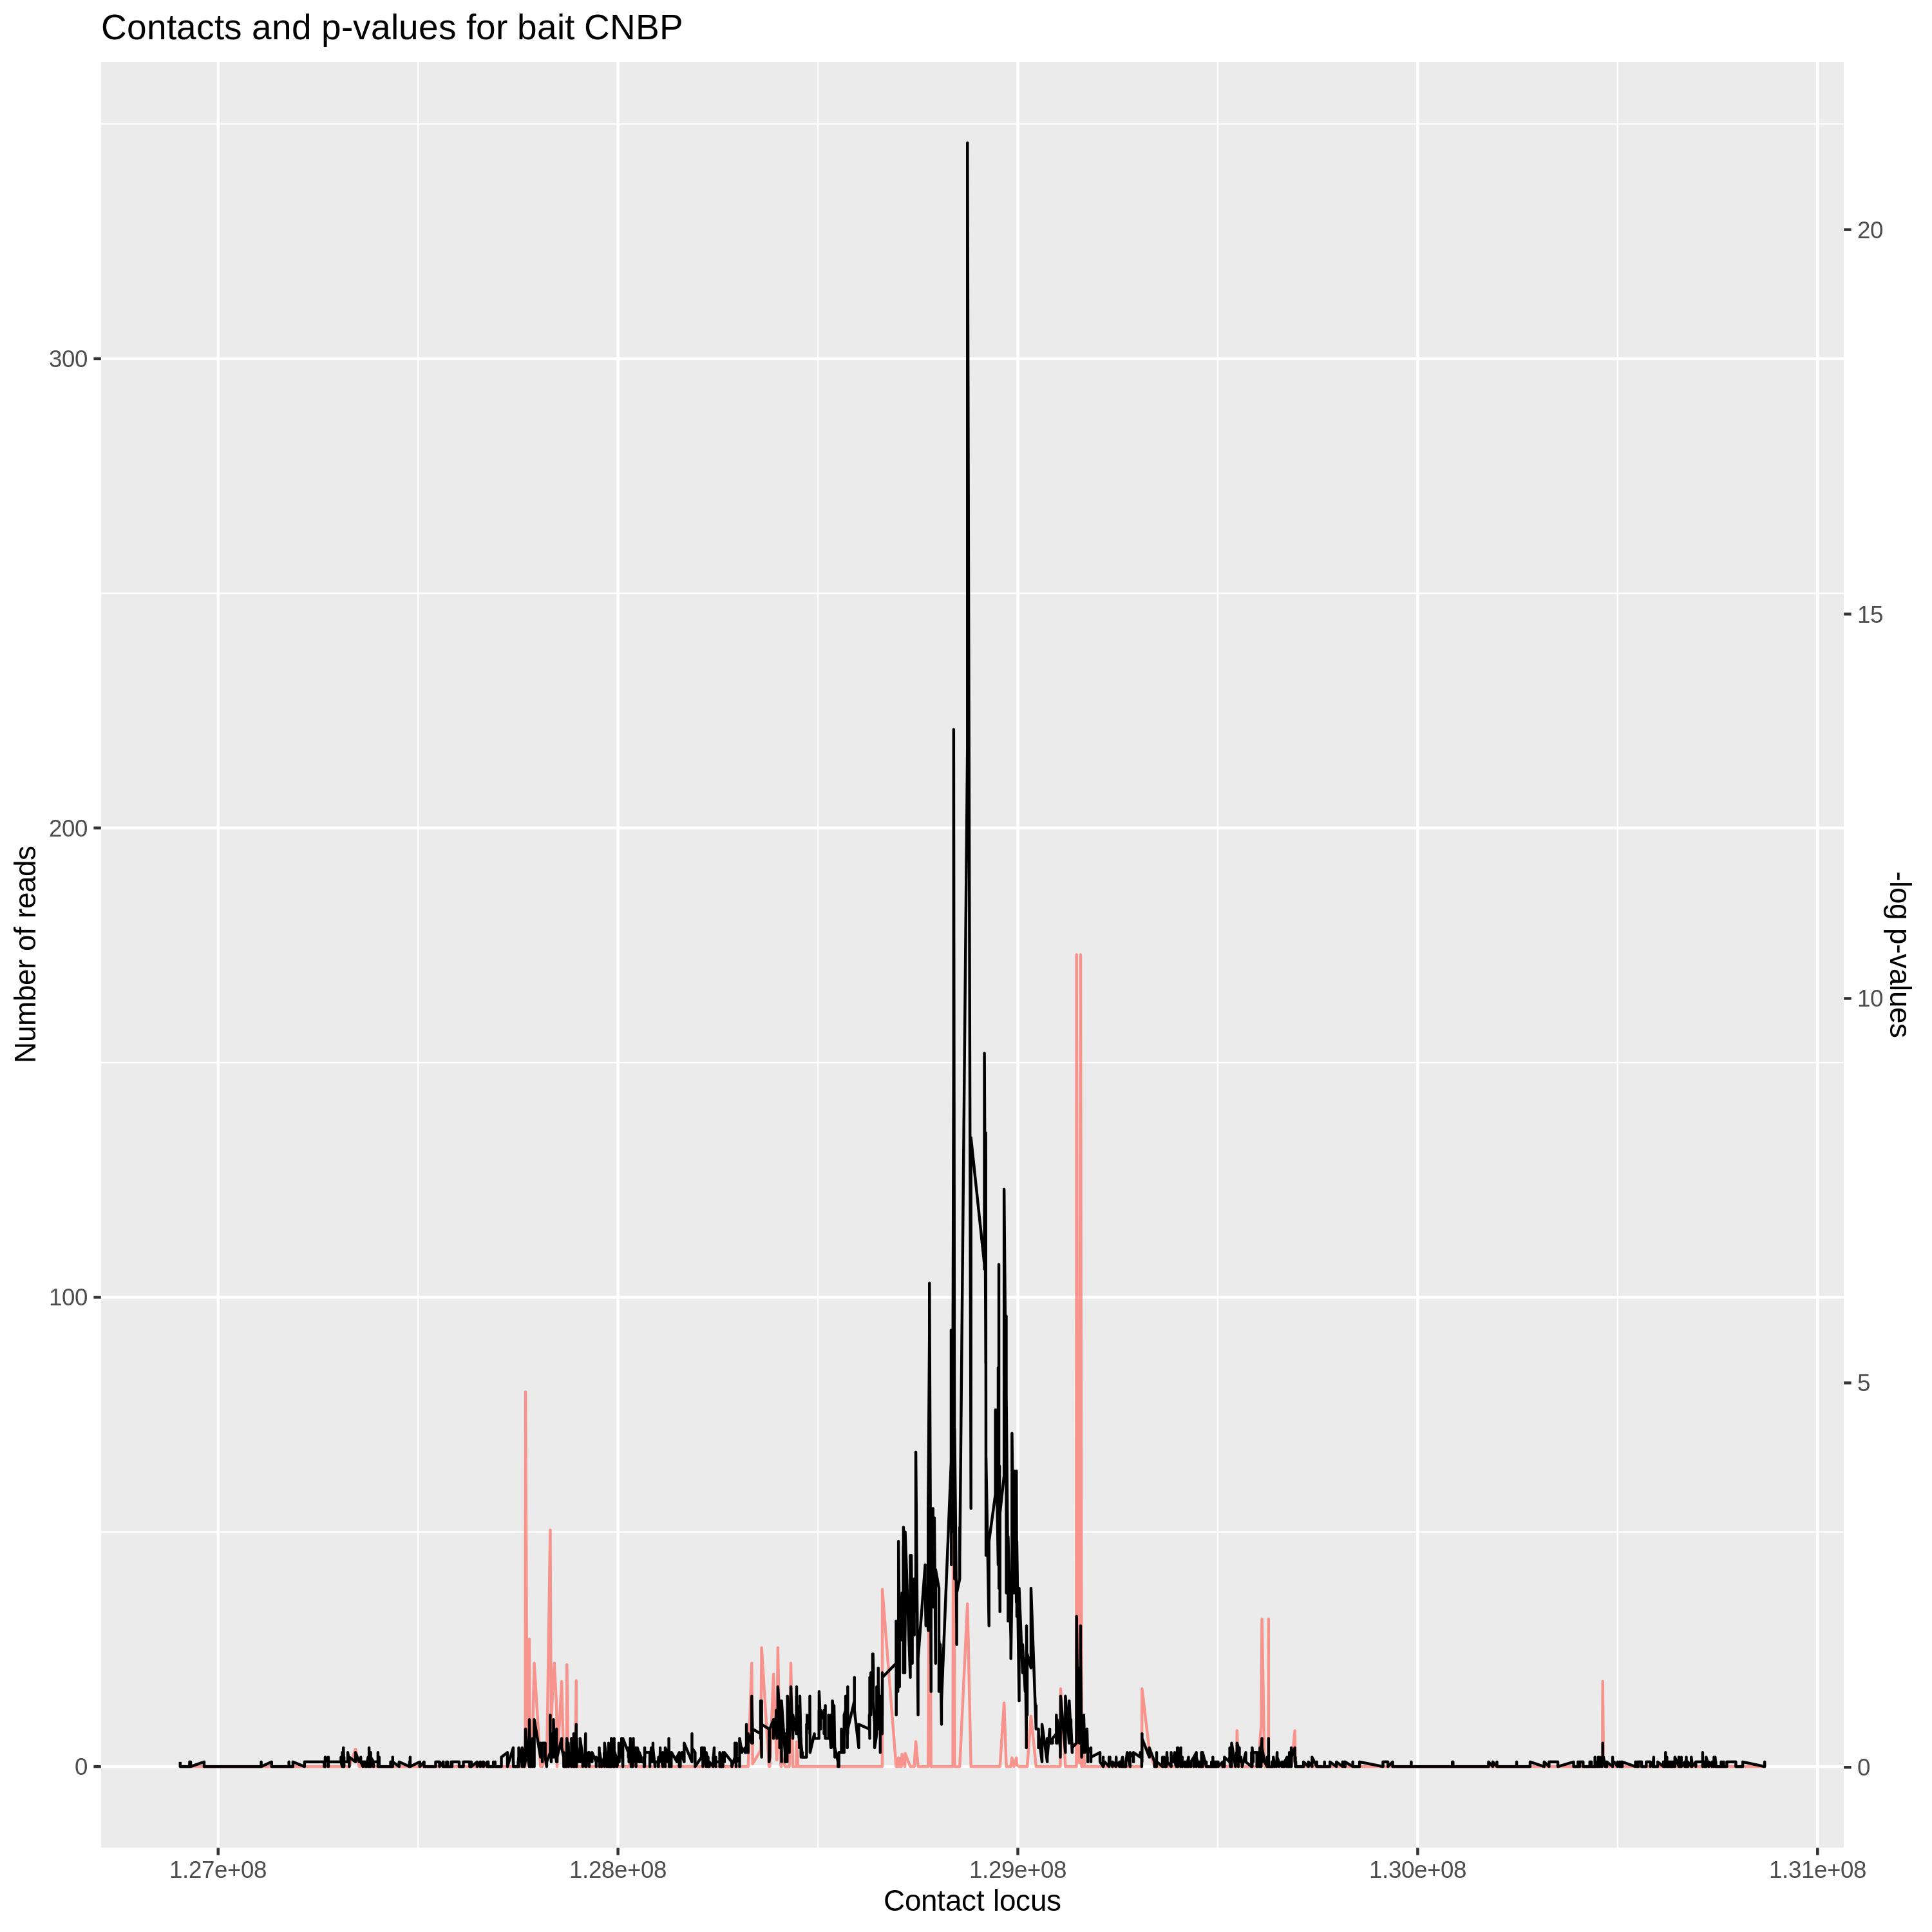 Contacts and p-values for bait CNBP
Number of reads
300
200
100
0
20
15
10
5
0
-log p-values
1.27e+08
1.28e+08
1.29e+08
1.30e+08
1.31e+08
Contact locus